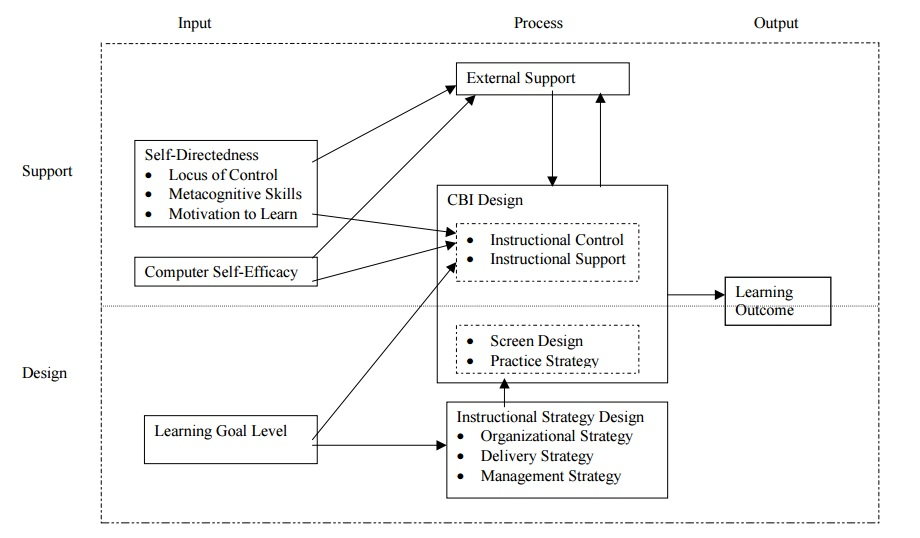 Input
Process
Output
External Support
Support
Self-Directedness
• Locus of Control
• Metacognitive Skills
• Motivation to Learn
CBI Design
• Instructional Control
• Instructional Support
Computer Self-Efficacy
Learning
Outcome
• Screen Design
• Practice Strategy
Design
Learning Goal Level
Instructional Strategy Design
• Organizational Strategy
• Delivery Strategy
• Management Strategy